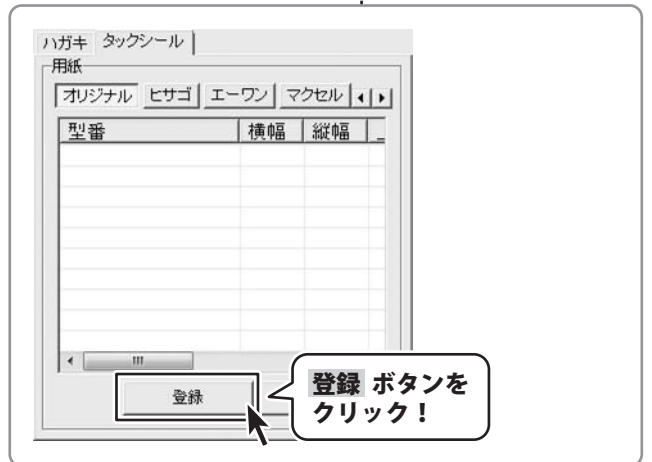 ハガキ タックシール
用紙
オリジナル ヒサゴ エーワン マクセル
型番 横幅 縦幅
登録
登録 ボタンを
クリック！